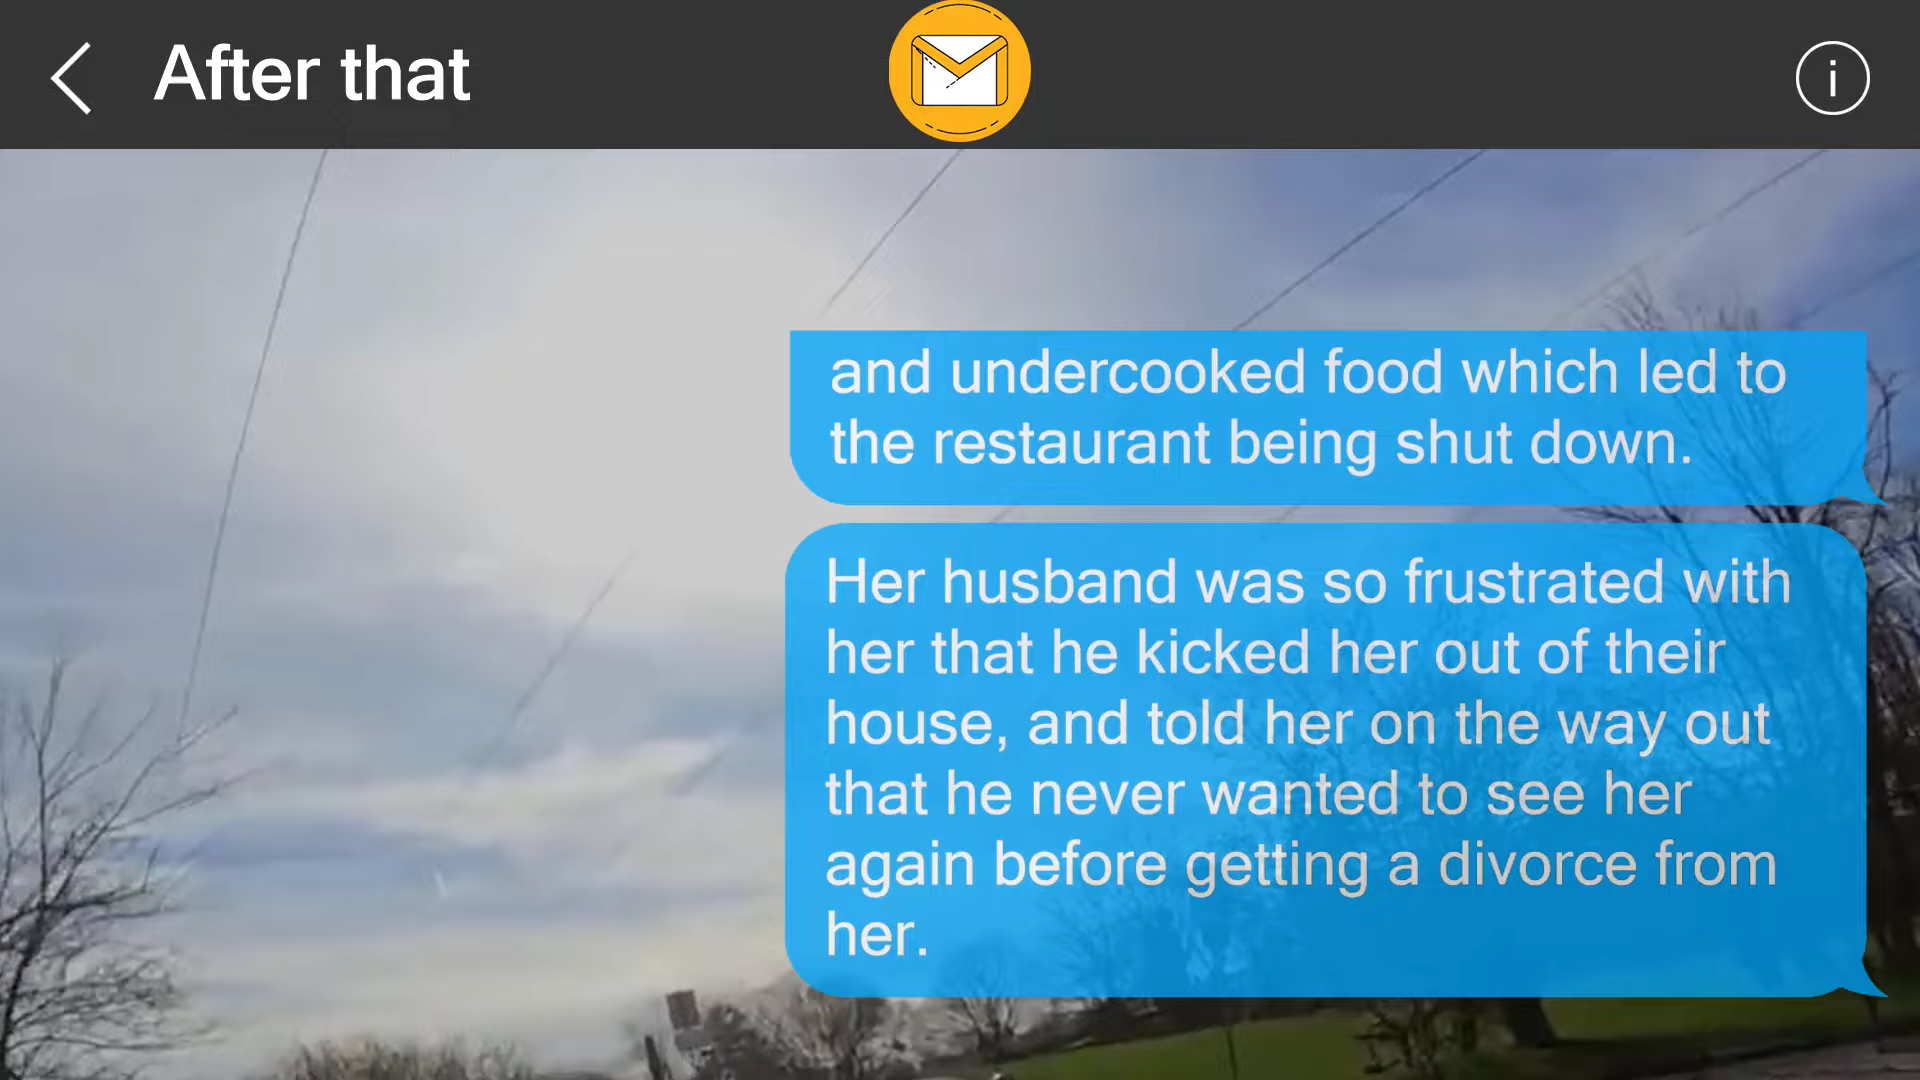 After that
i
and undercooked food which led to
the restaurant being shut down.
Her husband was so frustrated with
her that he kicked her out of their
house, and told her on the way out
that he never wanted to see her
again before getting a divorce from
her.